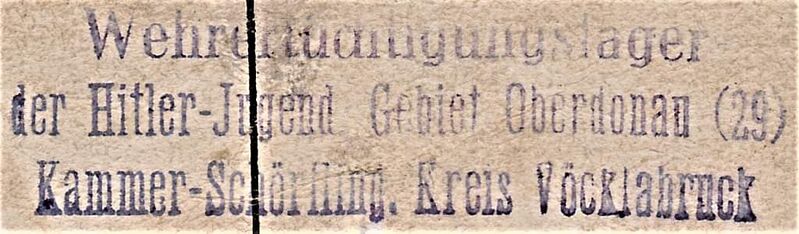 Wehrertüchtigungslager
der Hitler-Jugend Gebiet Oberdonau (29)
Kammer-Schörfling, Kreis Vöcklabruck